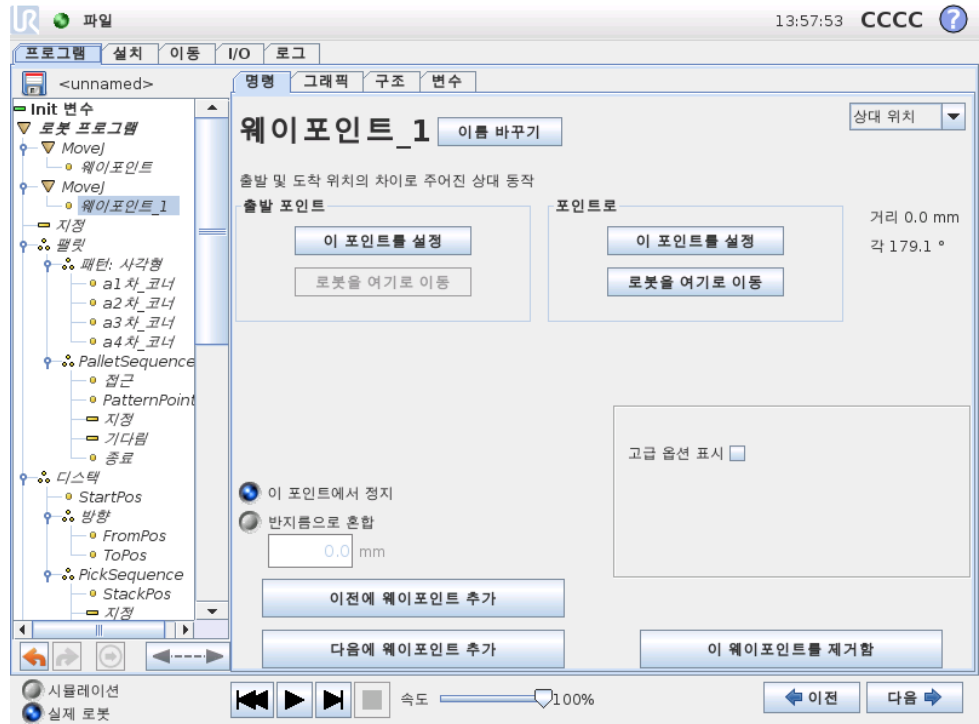 UR 파일 13:57:53 CCCC ?
프로그램 설치 이동 I/O 로그
<unnamed>
명령 그래픽 구조 변수
Init 변수
로봇 프로그램
MoveJ
웨이포인트
MoveJ
웨이포인트_1
지정
팰릿
패턴: 사각형
a1차_코너
a2차_코너
a3차_코너
a4차_코너
PalletSequence
접근
PatternPoint
지정
기다림
종료
디스택
StartPos
방향
FromPos
ToPos
PickSequence
StackPos
지정
웨이포인트_1 이름 바꾸기 상대 위치
출발 및 도착 위치의 차이로 주어진 상대 동작
출발 포인트
이 포인트를 설정
로봇을 여기로 이동
포인트로
이 포인트를 설정
로봇을 여기로 이동
거리 0.0 mm
각 179.1 °
고급 옵션 표시
이 포인트에서 정지
반지름으로 혼합
0.0 mm
이전에 웨이포인트 추가
다음에 웨이포인트 추가 이 웨이포인트를 제거함
시뮬레이션
실제 로봇
속도 100% 이전 다음